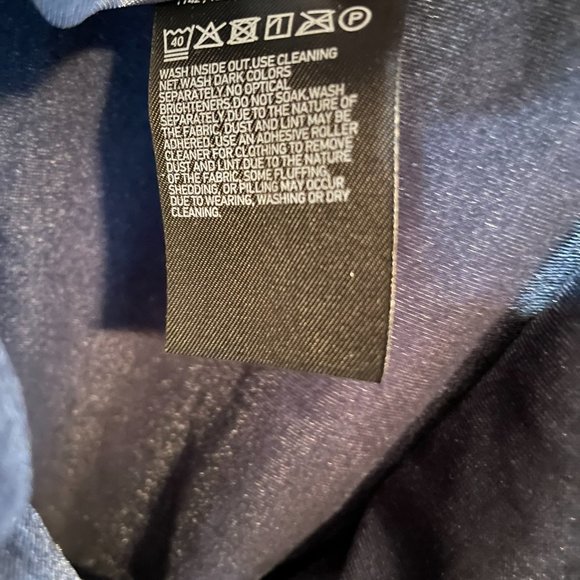 40 P
WASH INSIDE OUT.USE CLEANING
NET.WASH DARK COLORS
SEPARATELY.NO OPTICAL
BRIGHTENERS.DO NOT SOAK.WASH
SEPARATELY.DUE TO THE NATURE OF
THE FABRIC, DUST AND LINT MAY BE
ADHERED.USE AN ADHESIVE ROLLER
CLEANER FOR CLOTHING TO REMOVE
DUST AND LINT.DUE TO THE NATURE
OF THE FABRIC, SOME FLUFFING,
SHEDDING, OR PILLING MAY OCCUR
DUE TO WEARING, WASHING OR DRY
CLEANING.